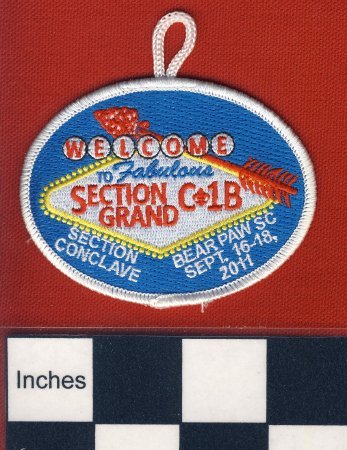 WELCOME
TO Fabulous
SECTION C-1B
GRAND
SECTION
CONCLAVE
BEAR PAW SC
SEPT. 16-18,
2011
Inches